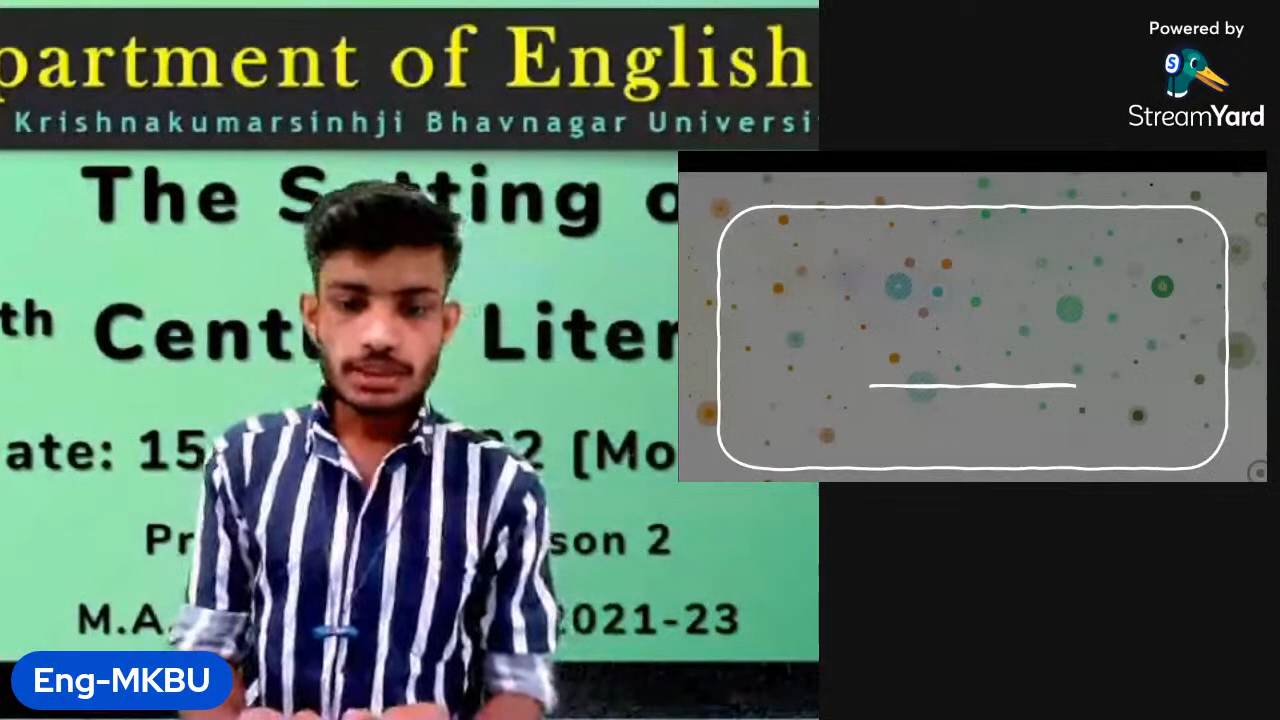 partment of English
Krishnakumarsinhji Bhavnagar Universi
The Setting o
th Cent Liter
ate: 15 2 [Mo
Pr son 2
M.A. 2021-23
Eng-MKBU
Powered by
StreamYard